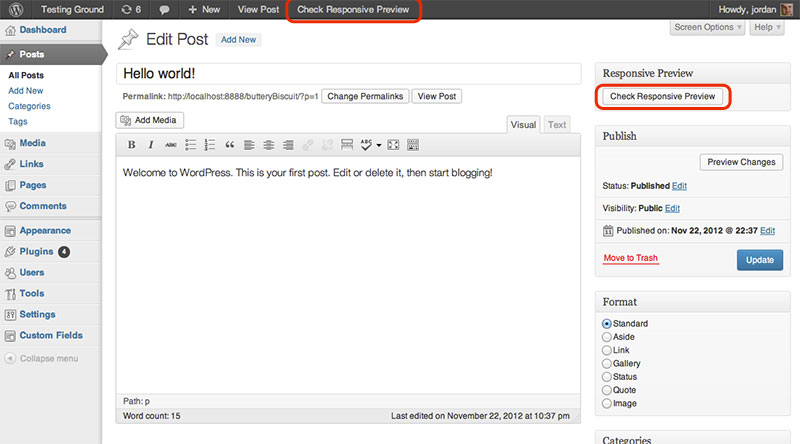 Testing Ground 6 + New View Post Check Responsive Preview Howdy, jordan
Screen Options Help
Dashboard
Posts
All Posts
Add New
Categories
Tags
Media
Links
Pages
Comments
Appearance
Plugins 4
Users
Tools
Settings
Custom Fields
Collapse menu
Edit Post Add New
Hello world!
Permalink: http://localhost:8888/butteryBiscuit/?p=1 Change Permalinks View Post
Add Media
Visual Text
B I ABC ABC
Welcome to WordPress. This is your first post. Edit or delete it, then start blogging!
Path: p
Word count: 15 Last edited on November 22, 2012 at 10:37 pm
Responsive Preview
Check Responsive Preview
Publish
Preview Changes
Status: Published Edit
Visibility: Public Edit
11 Published on: Nov 22, 2012 @ 22:37 Edit
Move to Trash Update
Format
Standard
Aside
Link
Gallery
Status
Quote
Image
Categories